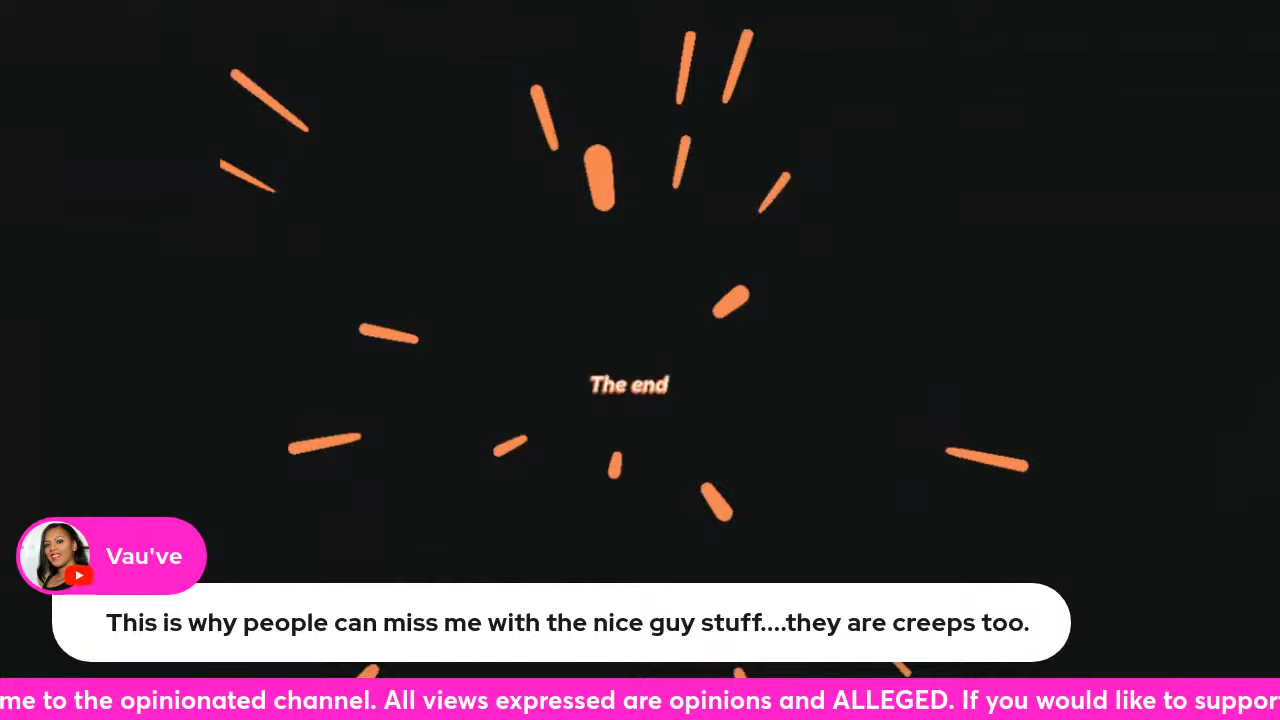 The end
Vau've
This is why people can miss me with the nice guy stuff....they are creeps too.
me to the opinionated channel. All views expressed are opinions and ALLEGED. If you would like to suppor